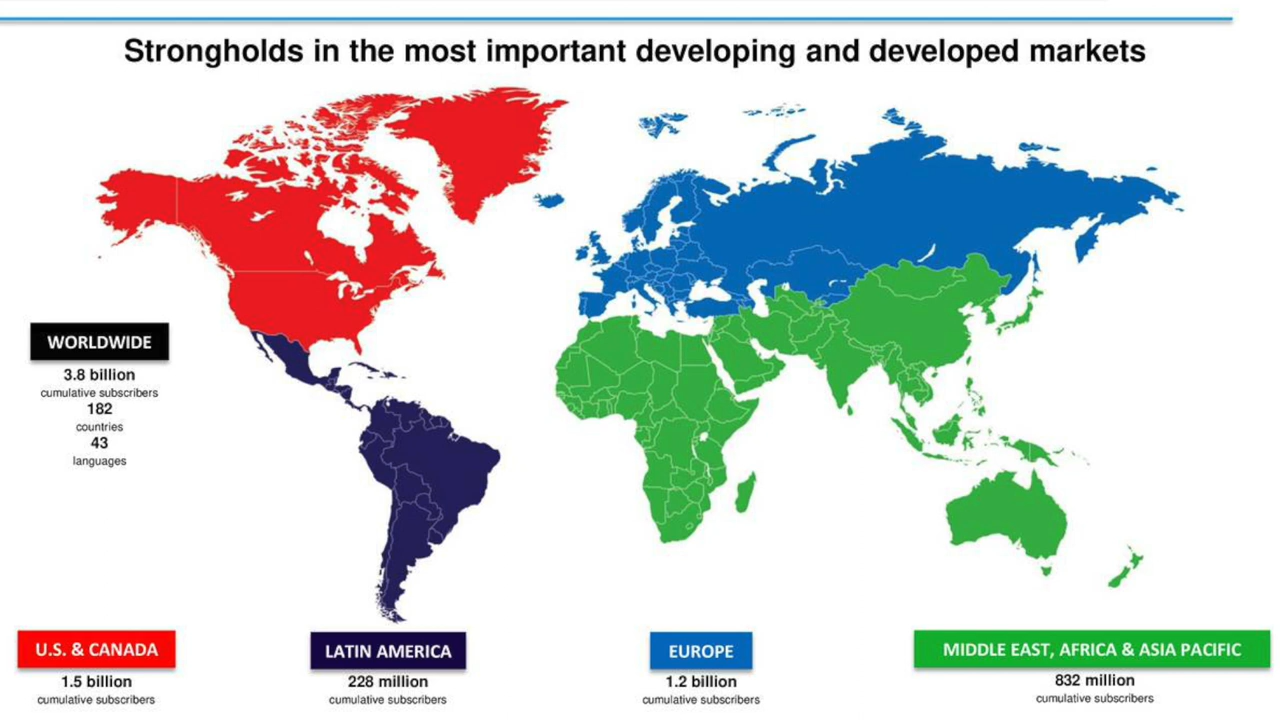 Strongholds in the most important developing and developed markets
WORLDWIDE
3.8 billion
cumulative subscribers
182
countries
43
languages
U.S. & CANADA
1.5 billion
cumulative subscribers
LATIN AMERICA
228 million
cumulative subscribers
EUROPE
1.2 billion
cumulative subscribers
MIDDLE EAST, AFRICA & ASIA PACIFIC
832 million
cumulative subscribers